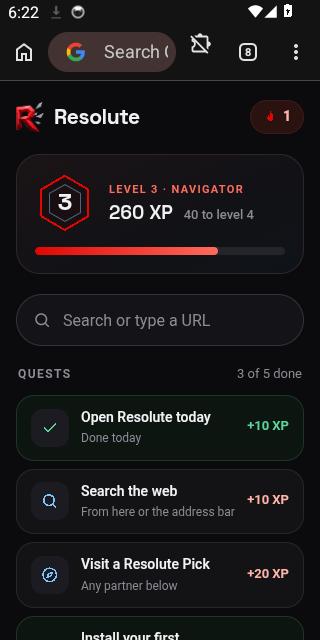 6:22
Search
8
Resolute
1
3
LEVEL 3 · NAVIGATOR
260 XP 40 to level 4
Search or type a URL
QUESTS 3 of 5 done
Open Resolute today
Done today
+10 XP
Search the web
From here or the address bar
+10 XP
Visit a Resolute Pick
Any partner below
+20 XP
Install your first